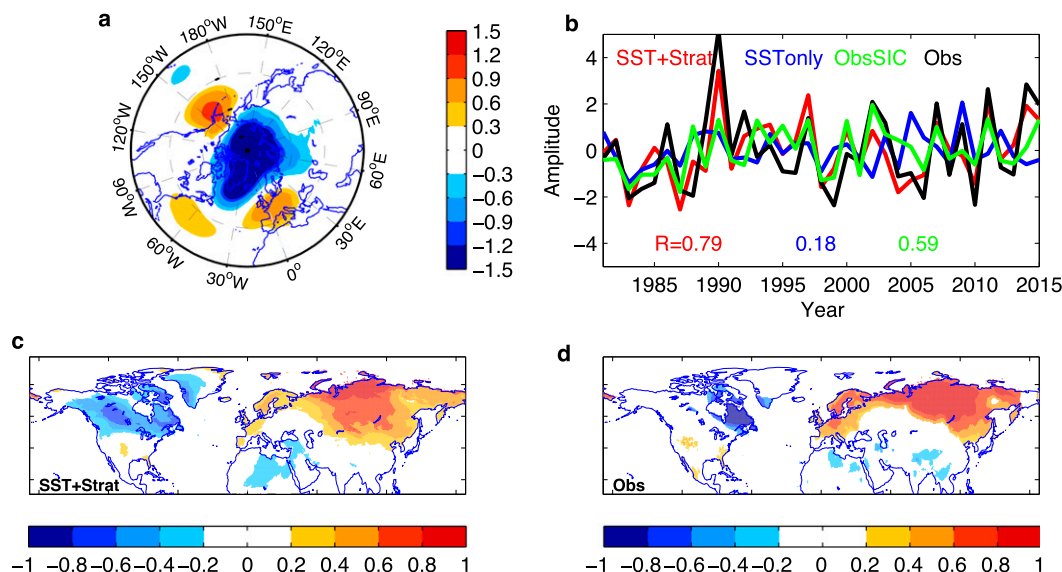 a
180°W
150°E
150°W
120°E
120°W
90°E
90°W
60°E
60°W
30°E
30°W
0°
1.5
1.2
0.9
0.6
0.3
0
−0.3
−0.6
−0.9
−1.2
−1.5
b
SST+Strat SSTonly ObsSIC Obs
4
2
0
−2
−4
Amplitude
R=0.79 0.18 0.59
1985 1990 1995 2000 2005 2010 2015
Year
c
SST+Strat
−1 −0.8 −0.6 −0.4 −0.2 0 0.2 0.4 0.6 0.8 1
d
Obs
−1 −0.8 −0.6 −0.4 −0.2 0 0.2 0.4 0.6 0.8 1